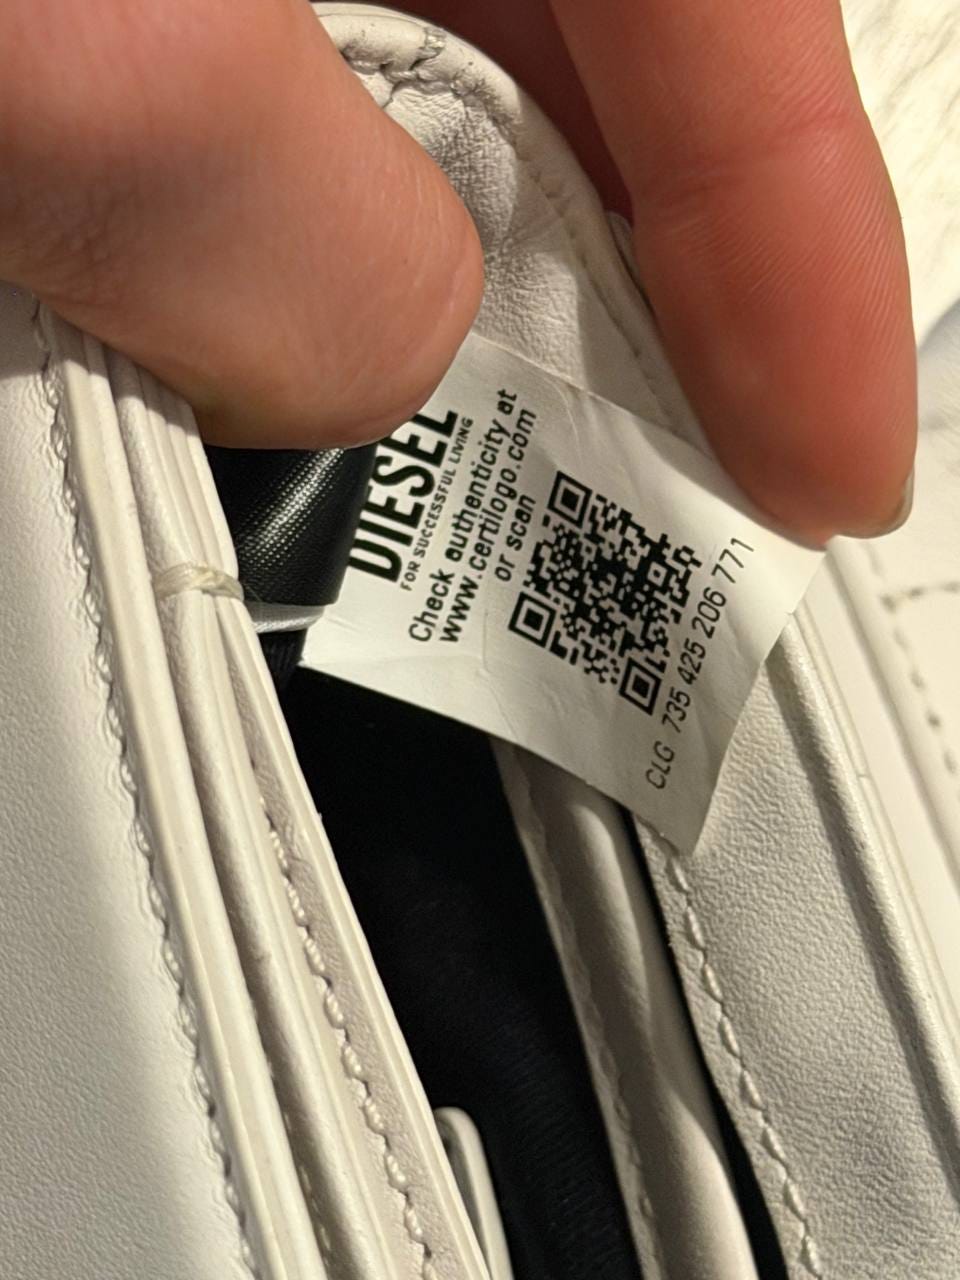 DIESEL
FOR SUCCESSFUL LIVING
Check authenticity at
www.certilogo.com
or scan
CLG 735 425 206 771